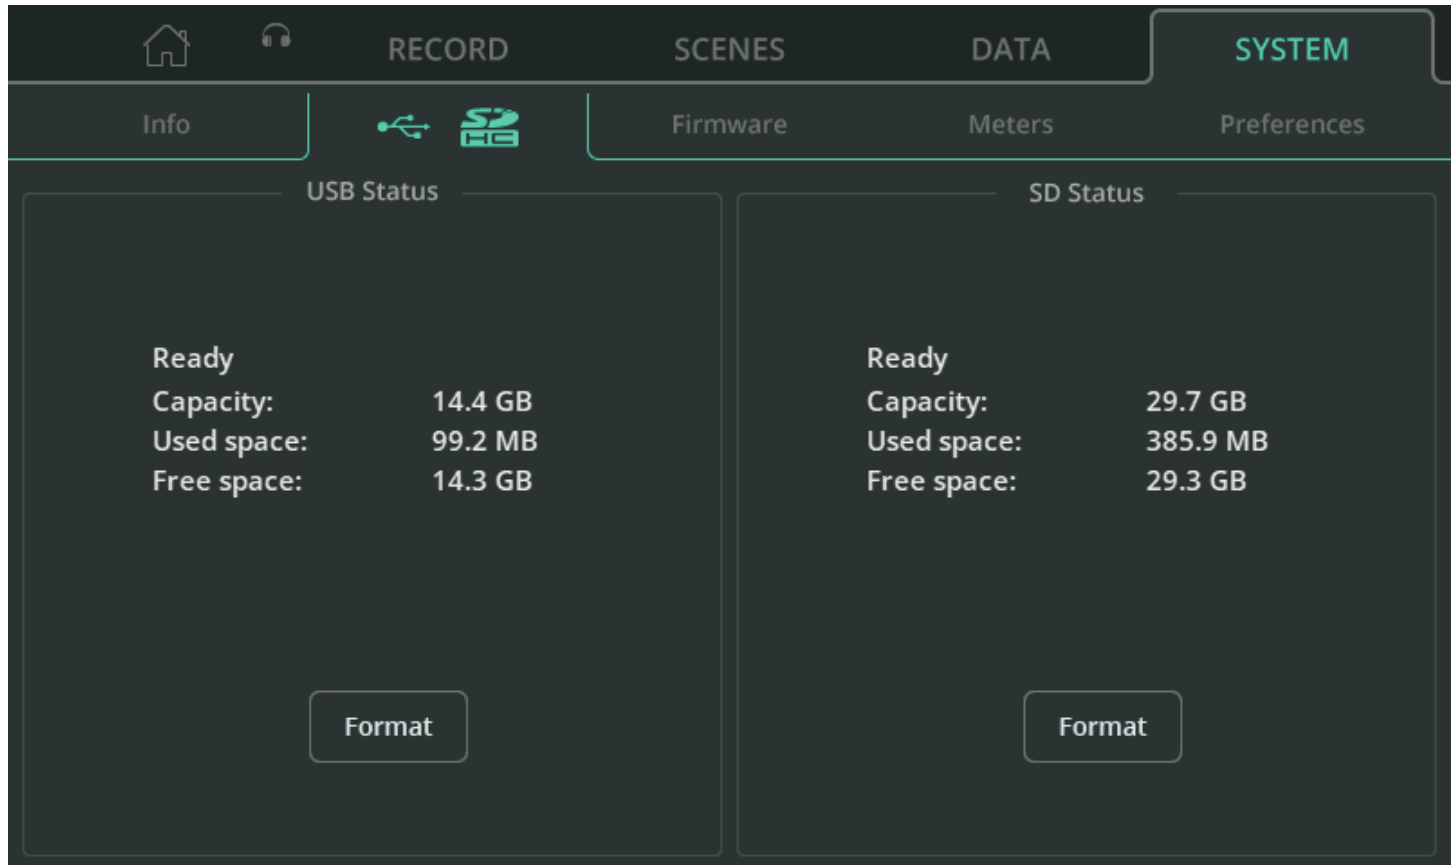 RECORD SCENES DATA SYSTEM
Info SD HC Firmware Meters Preferences
USB Status
Ready
Capacity: 14.4 GB
Used space: 99.2 MB
Free space: 14.3 GB
Format
SD Status
Ready
Capacity: 29.7 GB
Used space: 385.9 MB
Free space: 29.3 GB
Format